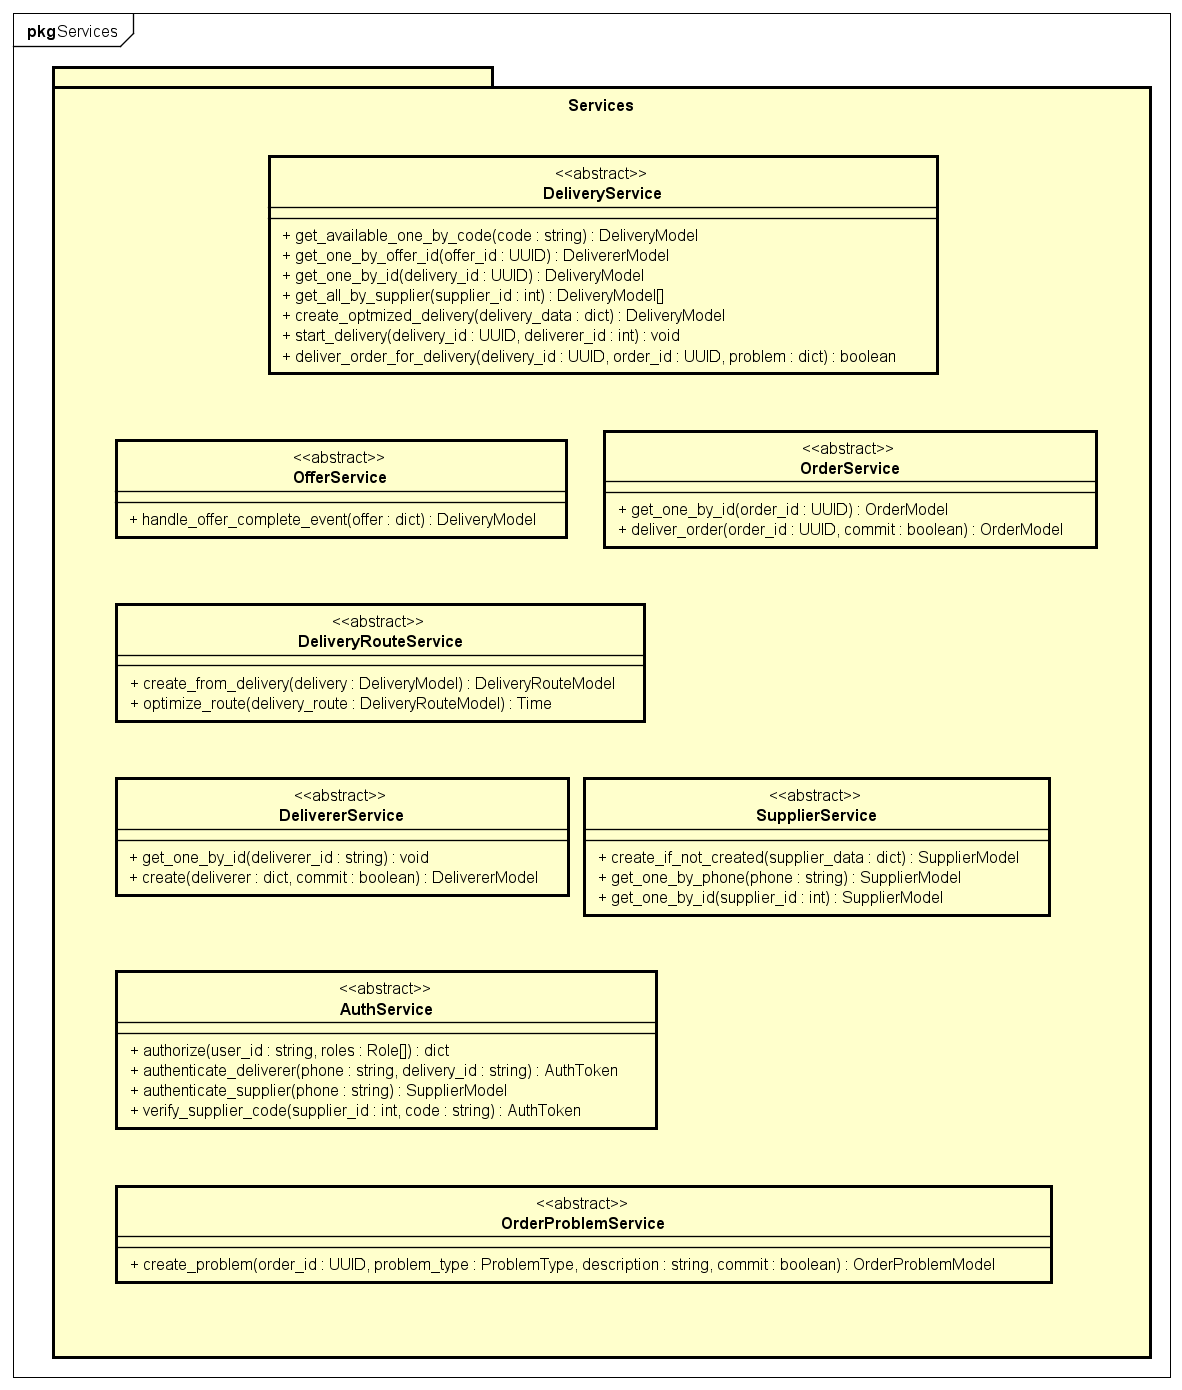 pkgServices
Services
<<abstract>>
DeliveryService
+ get_available_one_by_code(code : string) : DeliveryModel
+ get_one_by_offer_id(offer_id : UUID) : DelivererModel
+ get_one_by_id(delivery_id : UUID) : DeliveryModel
+ get_all_by_supplier(supplier_id : int) : DeliveryModel[]
+ create_optmized_delivery(delivery_data : dict) : DeliveryModel
+ start_delivery(delivery_id : UUID, deliverer_id : int) : void
+ deliver_order_for_delivery(delivery_id : UUID, order_id : UUID, problem : dict) : boolean
<<abstract>>
OfferService
+ handle_offer_complete_event(offer : dict) : DeliveryModel
<<abstract>>
OrderService
+ get_one_by_id(order_id : UUID) : OrderModel
+ deliver_order(order_id : UUID, commit : boolean) : OrderModel
<<abstract>>
DeliveryRouteService
+ create_from_delivery(delivery : DeliveryModel) : DeliveryRouteModel
+ optimize_route(delivery_route : DeliveryRouteModel) : Time
<<abstract>>
DelivererService
+ get_one_by_id(deliverer_id : string) : void
+ create(deliverer : dict, commit : boolean) : DelivererModel
<<abstract>>
SupplierService
+ create_if_not_created(supplier_data : dict) : SupplierModel
+ get_one_by_phone(phone : string) : SupplierModel
+ get_one_by_id(supplier_id : int) : SupplierModel
<<abstract>>
AuthService
+ authorize(user_id : string, roles : Role[]) : dict
+ authenticate_deliverer(phone : string, delivery_id : string) : AuthToken
+ authenticate_supplier(phone : string) : SupplierModel
+ verify_supplier_code(supplier_id : int, code : string) : AuthToken
<<abstract>>
OrderProblemService
+ create_problem(order_id : UUID, problem_type : ProblemType, description : string, commit : boolean) : OrderProblemModel